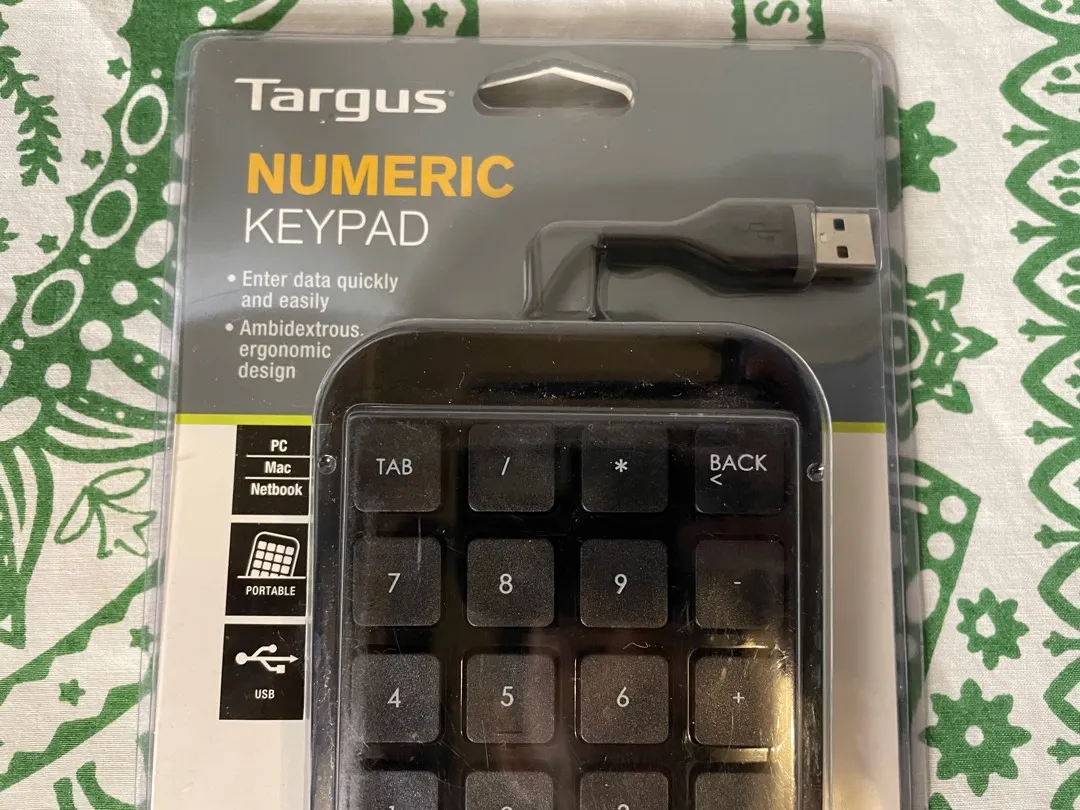 Targus
NUMERIC
KEYPAD
• Enter data quickly
and easily
• Ambidextrous,
ergonomic
design
PC
Mac
Netbook
PORTABLE
USB
TAB / * BACK
<
7 8 9 -
4 5 6 +